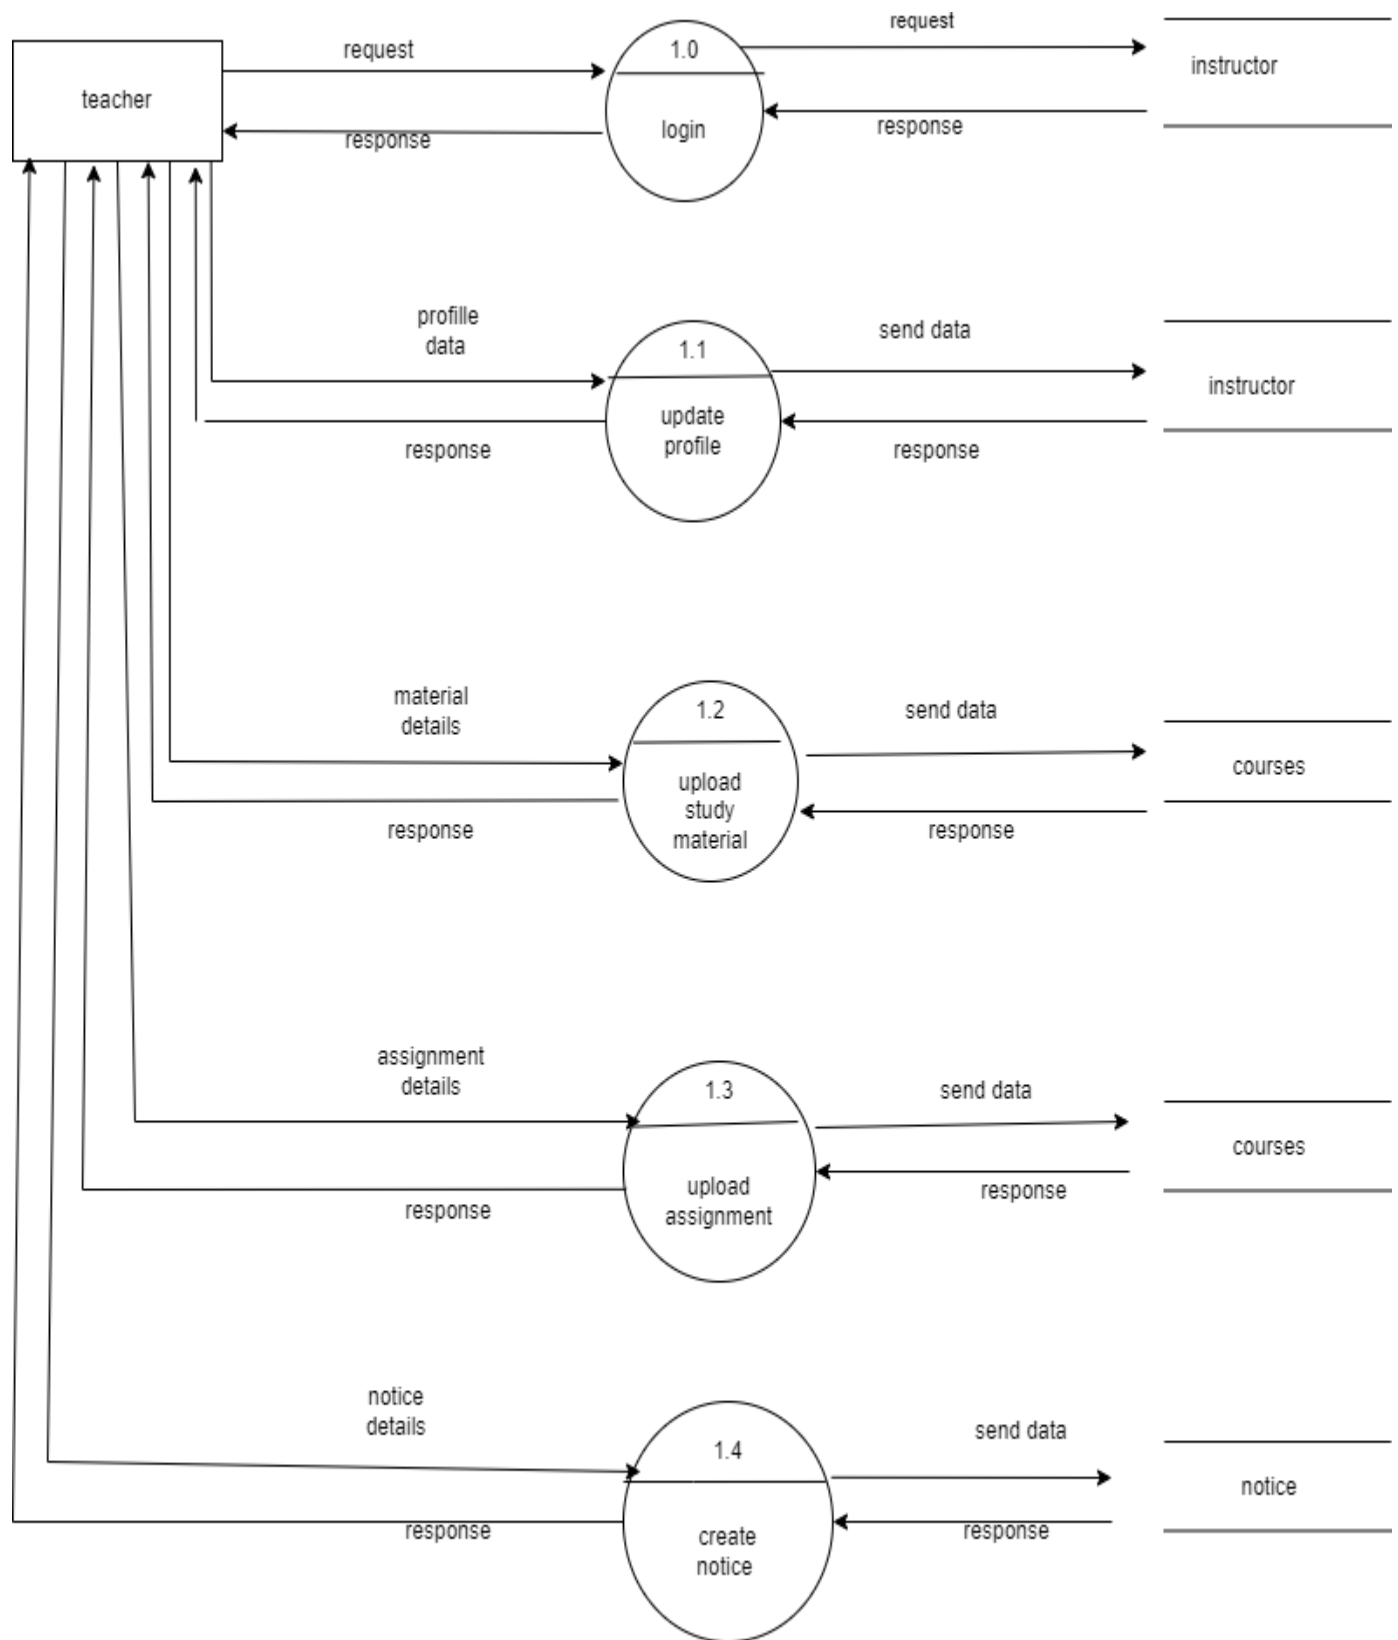 request
1.0
request
teacher
login
instructor
response
response
profille
data
1.1
send data
update
profile
instructor
response
response
material
details
1.2
send data
upload
study
material
courses
response
response
assignment
details
1.3
send data
upload
assignment
courses
response
response
notice
details
1.4
send data
create
notice
notice
response
response